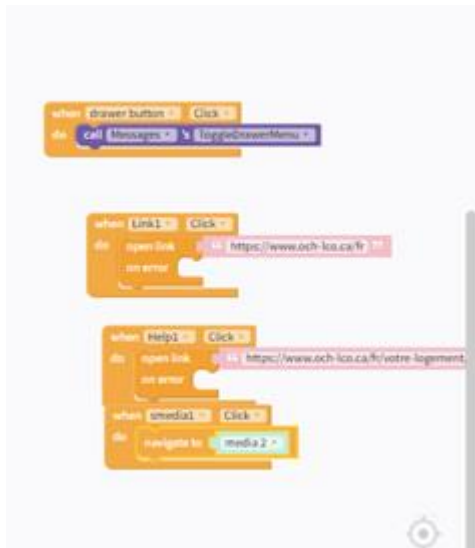 when drawer button Click
do call Messages 's ToggleDrawerMenu
when Link1 Click
do open link “ https://www.och-lco.ca/fr ”
on error
when Help1 Click
do open link “ https://www.och-lco.ca/fr/votre-logement.
on error
when smedia1 Click
do navigate to media 2